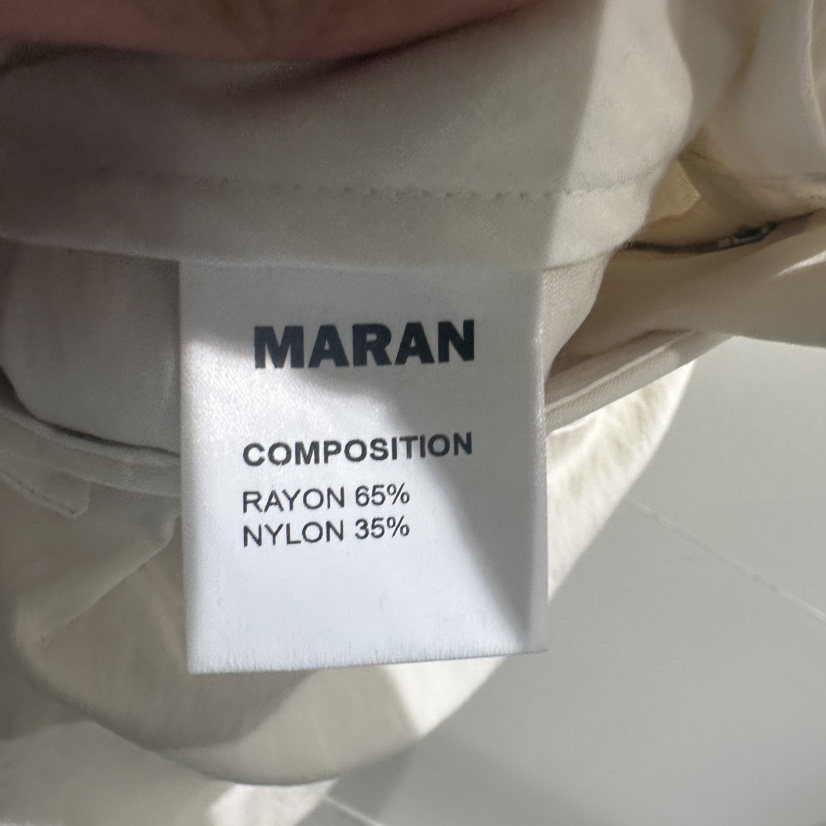 MARAN
COMPOSITION
RAYON 65%
NYLON 35%